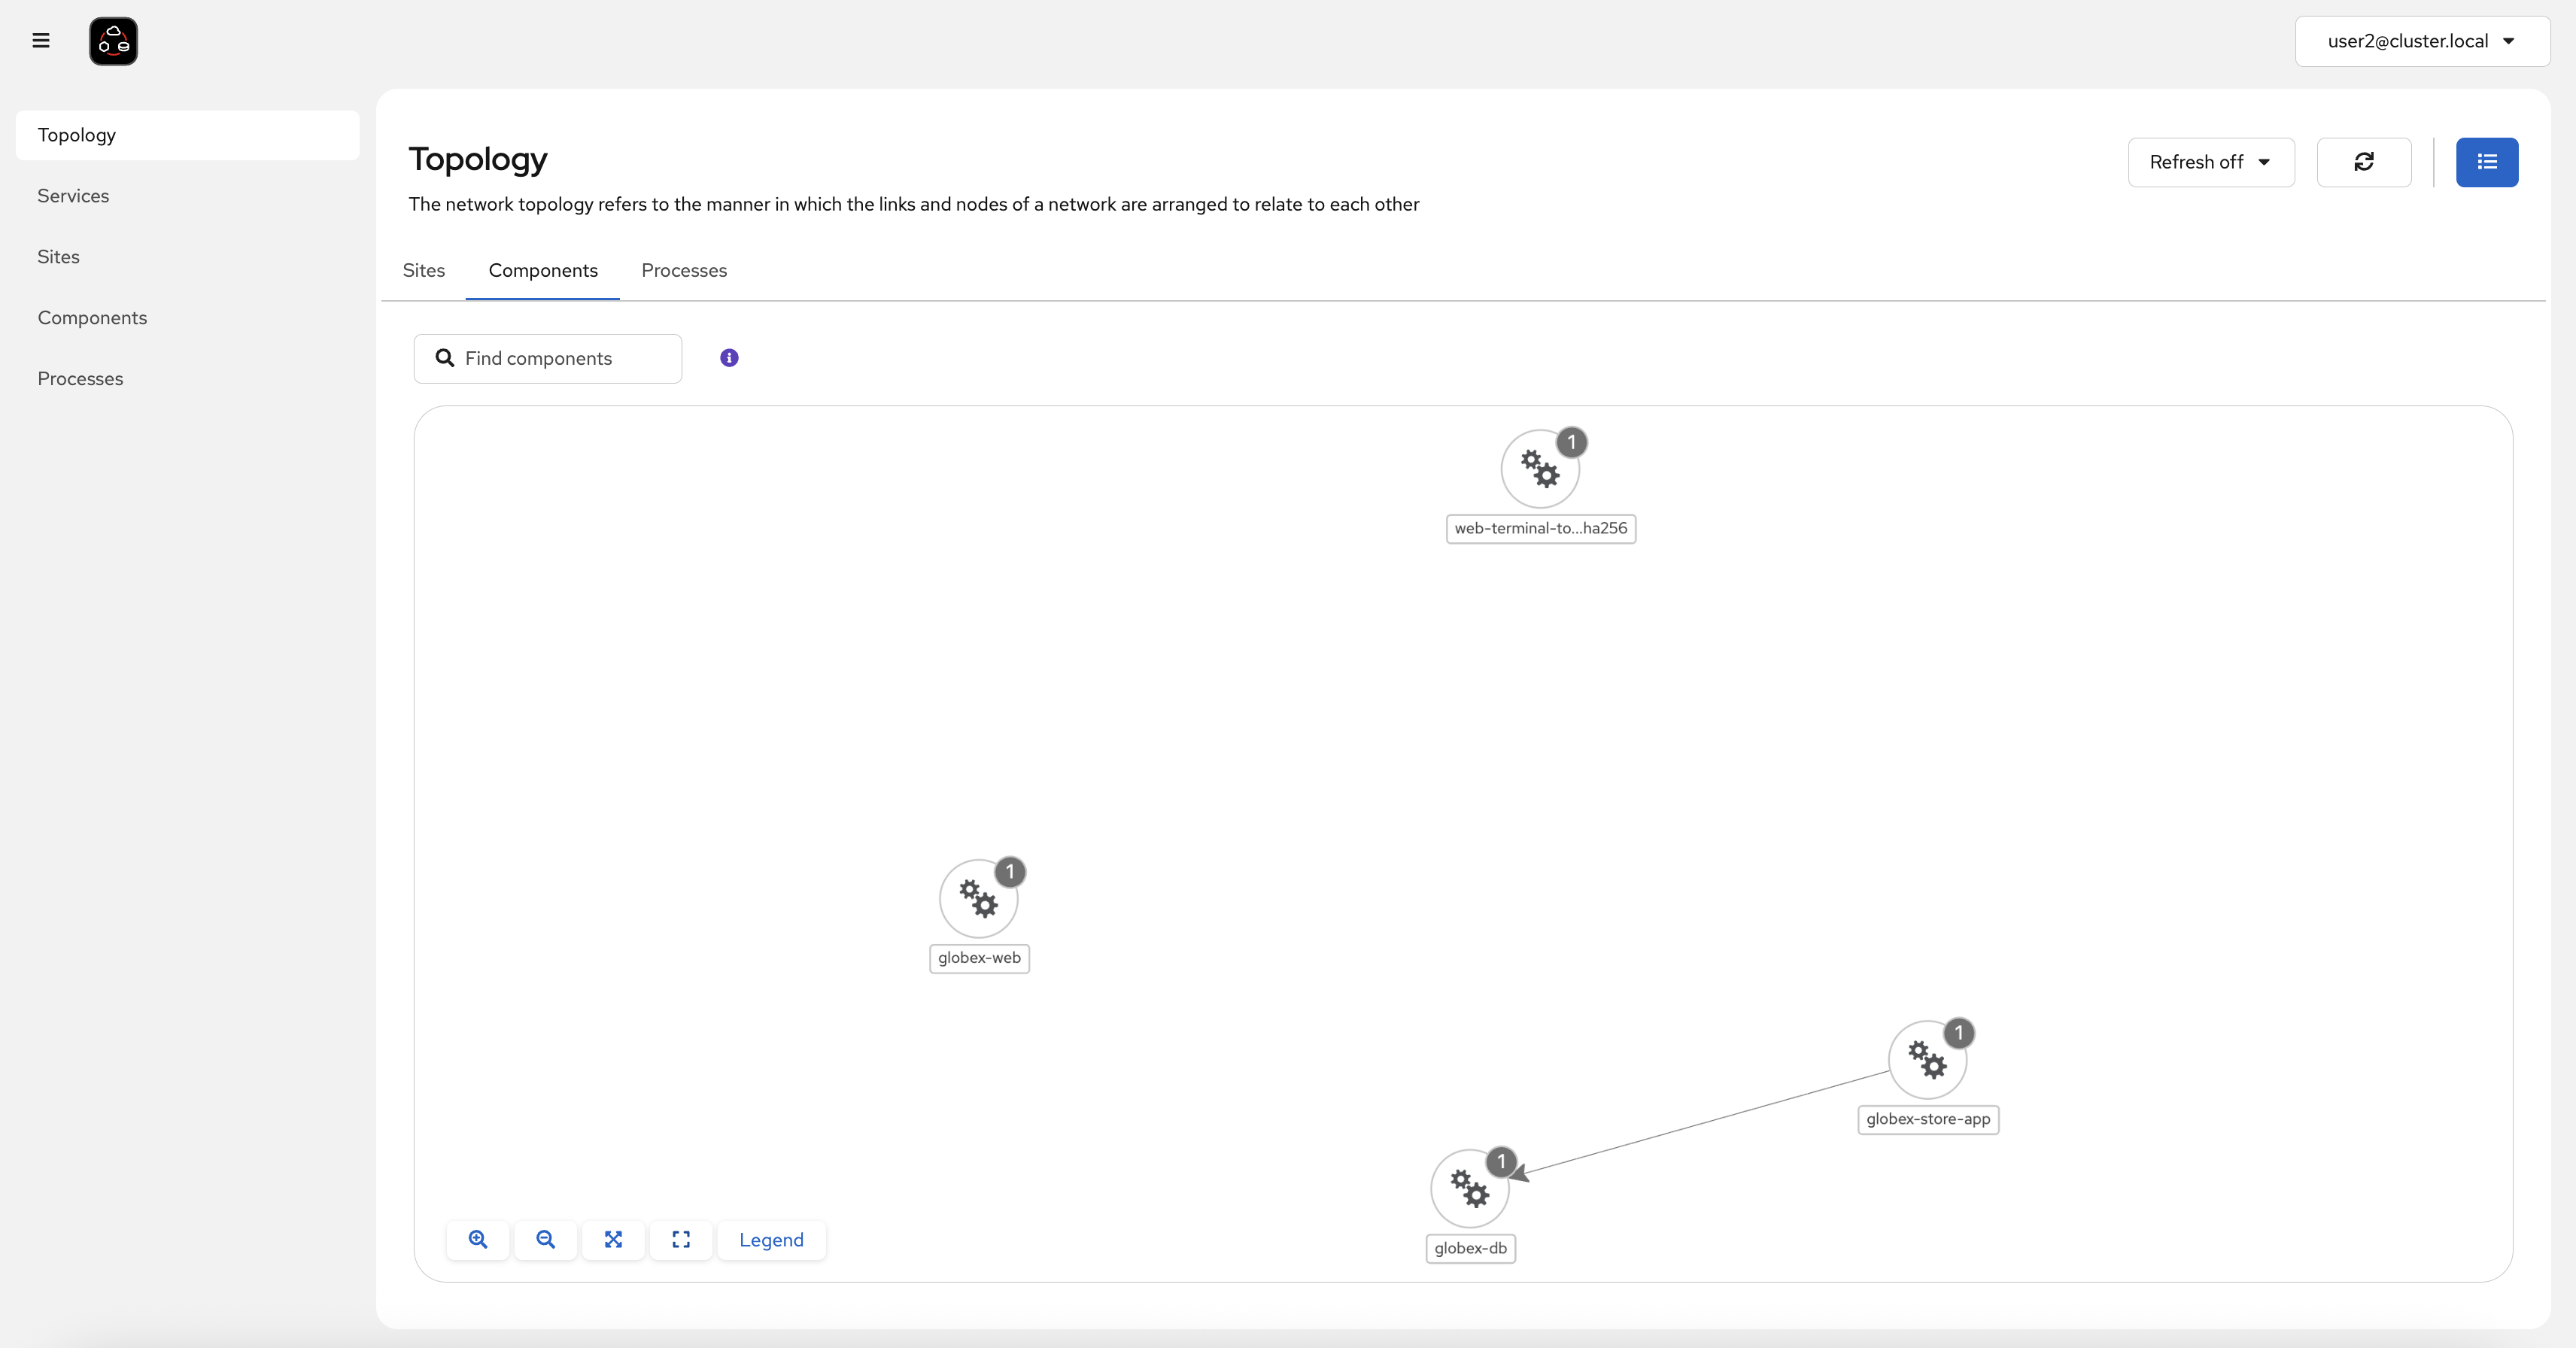 user2@cluster.local
Topology
Services
Sites
Components
Processes
Topology
Refresh off
The network topology refers to the manner in which the links and nodes of a network are arranged to relate to each other
Sites Components Processes
Find components
1
web-terminal-to...ha256
1
globex-web
1
globex-store-app
1
globex-db
Legend